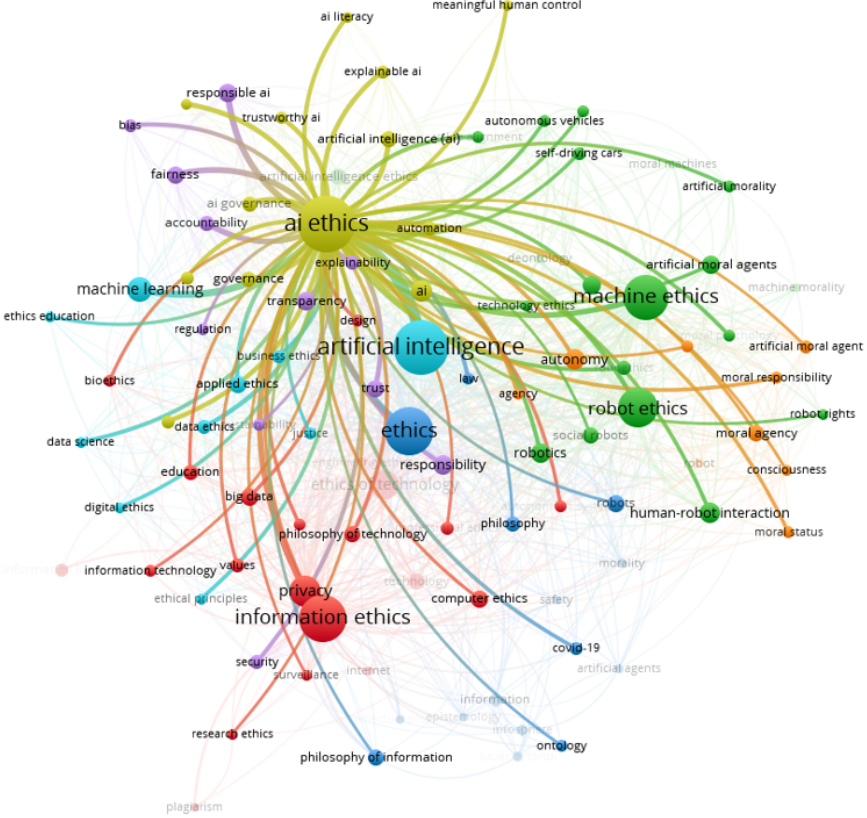 meaningful human control
ai literacy
explainable ai
responsible ai
trustworthy ai
bias
autonomous vehicles
artificial intelligence (ai)
self-driving cars
moral machines
fairness
artificial intelligence ethics
artificial morality
ai governance
accountability
ai ethics
automation
deontology
explainability
artificial moral agents
governance
machine learning
ai
machine morality
transparency
machine ethics
technology ethics
ethics education
design
regulation
artificial intelligence
artificial moral agent
business ethics
autonomy
bioethics
applied ethics
law
moral responsibility
trust
agency
robot ethics
robot rights
data ethics
justice
ethics
social robots
moral agency
data science
robotics
responsibility
robot
education
consciousness
ethics of technology
big data
robots
digital ethics
human-robot interaction
philosophy
philosophy of technology
moral status
values
information technology
morality
technology
privacy
ethical principles
computer ethics
safety
information ethics
covid-19
security
artificial agents
surveillance
internet
information
epistemology
infosphere
research ethics
ontology
philosophy of information
plagiarism